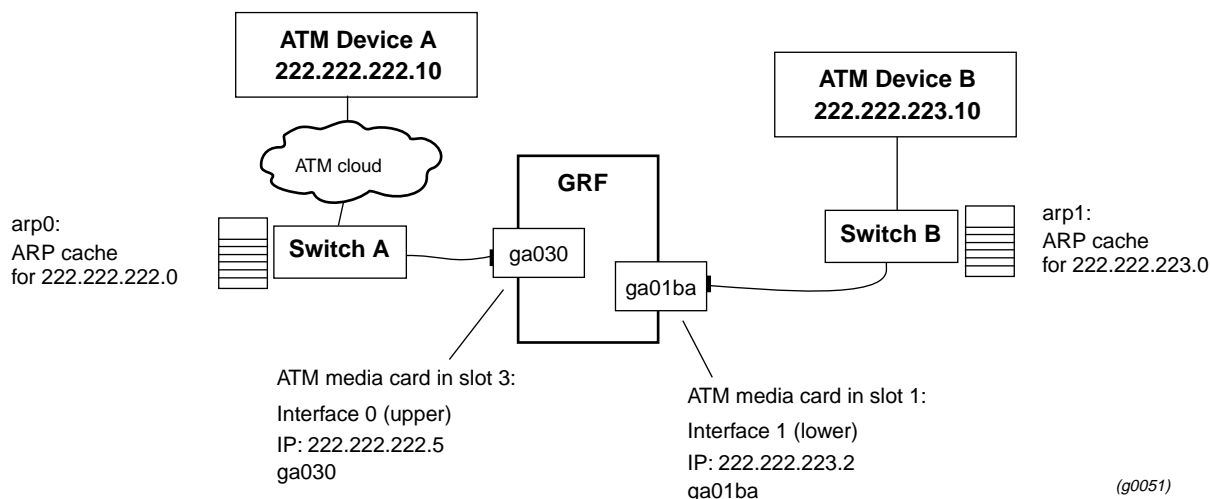 ATM Device A
222.222.222.10
ATM Device B
222.222.223.10
ATM cloud
GRF
arp0:
ARP cache
for 222.222.222.0
Switch A
ga030
ga01ba
Switch B
arp1:
ARP cache
for 222.222.223.0
ATM media card in slot 3:
Interface 0 (upper)
IP: 222.222.222.5
ga030
ATM media card in slot 1:
Interface 1 (lower)
IP: 222.222.223.2
ga01ba
(g0051)